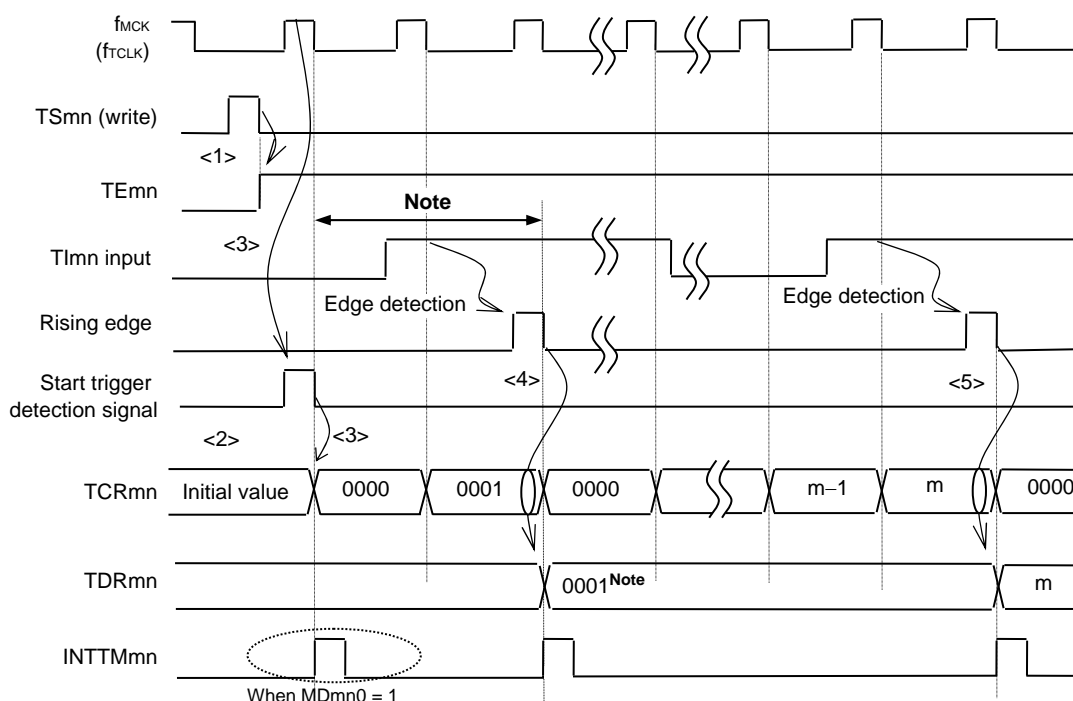 fMCK
(fTCLK)
TSmn (write)
<1>
TEmn
Note
<3>
TImn input
Edge detection
Edge detection
Rising edge
<4>
<5>
Start trigger
detection signal
<2>
<3>
TCRmn
Initial value
0000
0001
0000
m−1
m
0000
TDRmn
0001Note
m
INTTMmn
When MDmn0 = 1